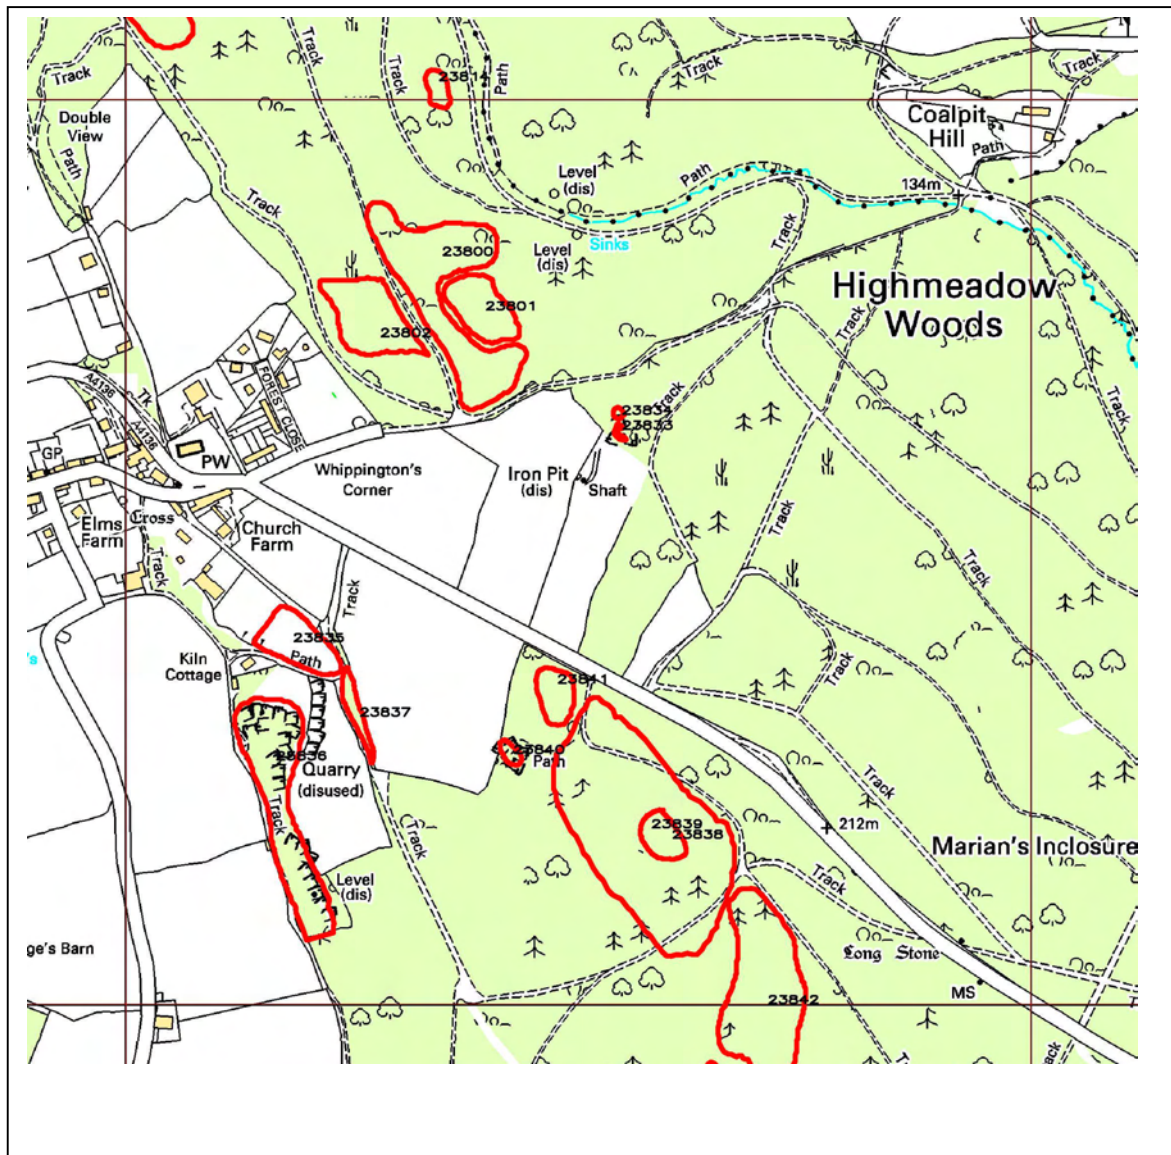 Track
Track
Track
Path
Track
Track
23814
Double
View
Path
Coalpit
Hill
Path
Level
(dis)
Path
134m
Track
Sinks
Level
(dis)
Track
23800
23801
23802
Highmeadow
Woods
Track
A4136
Tk
A4136
FOREST CLOSE
Track
Track
23834
23833
GP
PW
Whippington's
Corner
Iron Pit
(dis)
Shaft
Elms
Farm
Cross
Church
Farm
Track
Track
Track
Track
23835
Path
Kiln
Cottage
Track
23841
23837
23840
Path
23836
Quarry
(disused)
Track
Track
Track
23839
23838
212m
Marian's Inclosure
Level
(dis)
Track
ge's Barn
Long Stone
MS
23842
Track
Track